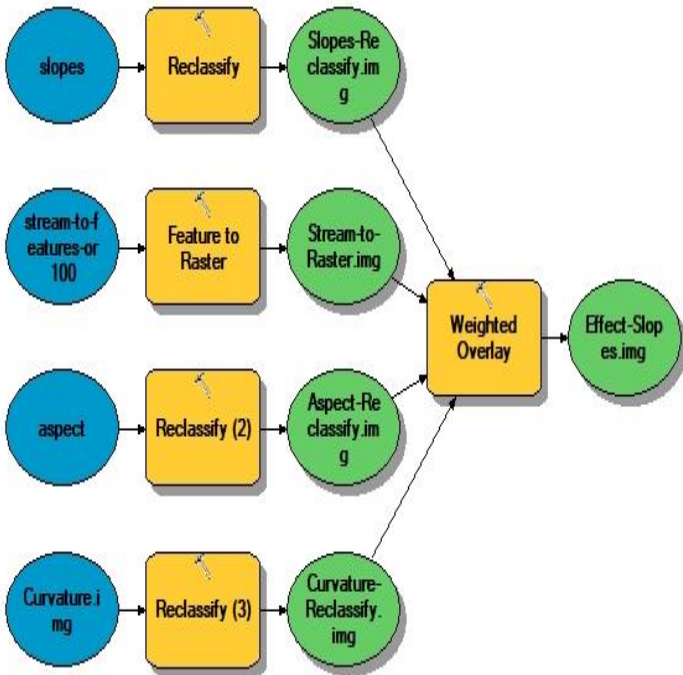 slopes
Reclassify
Slopes-Re
classify.im
g
stream-to-f
eatures-or
100
Feature to
Raster
Stream-to-
Raster.img
Weighted
Overlay
Effect-Slop
es.img
aspect
Reclassify (2)
Aspect-Re
classify.im
g
Curvature.i
mg
Reclassify (3)
Curvature-
Reclassify.
img